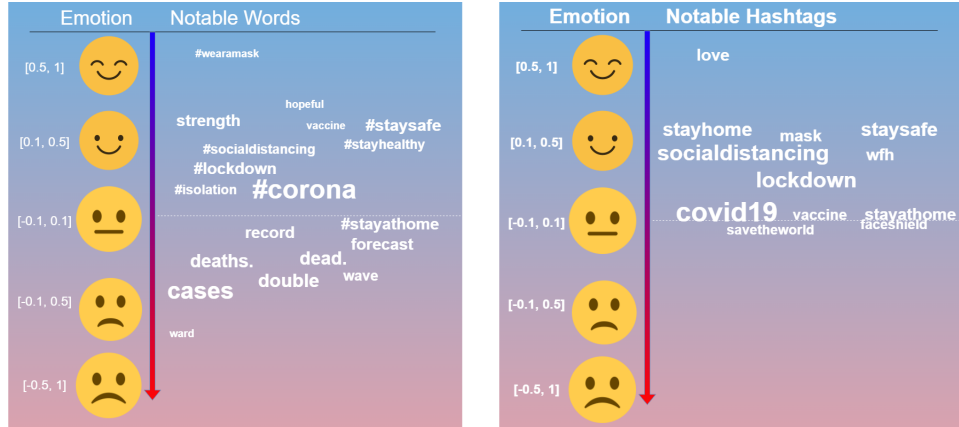 Emotion Notable Words
[0.5, 1]
#wearamask
hopeful
strength
vaccine
#staysafe
[0.1, 0.5]
#socialdistancing
#stayhealthy
#lockdown
#isolation
#corona
[-0.1, 0.1]
#stayathome
record
forecast
deaths.
dead.
wave
double
cases
[-0.1, 0.5]
ward
[-0.5, 1]
Emotion Notable Hashtags
[0.5, 1]
love
stayhome
mask
staysafe
[0.1, 0.5]
socialdistancing
wfh
lockdown
covid19
vaccine
stayathome
[-0.1, 0.1]
savetheworld
faceshield
[-0.1, 0.5]
[-0.5, 1]